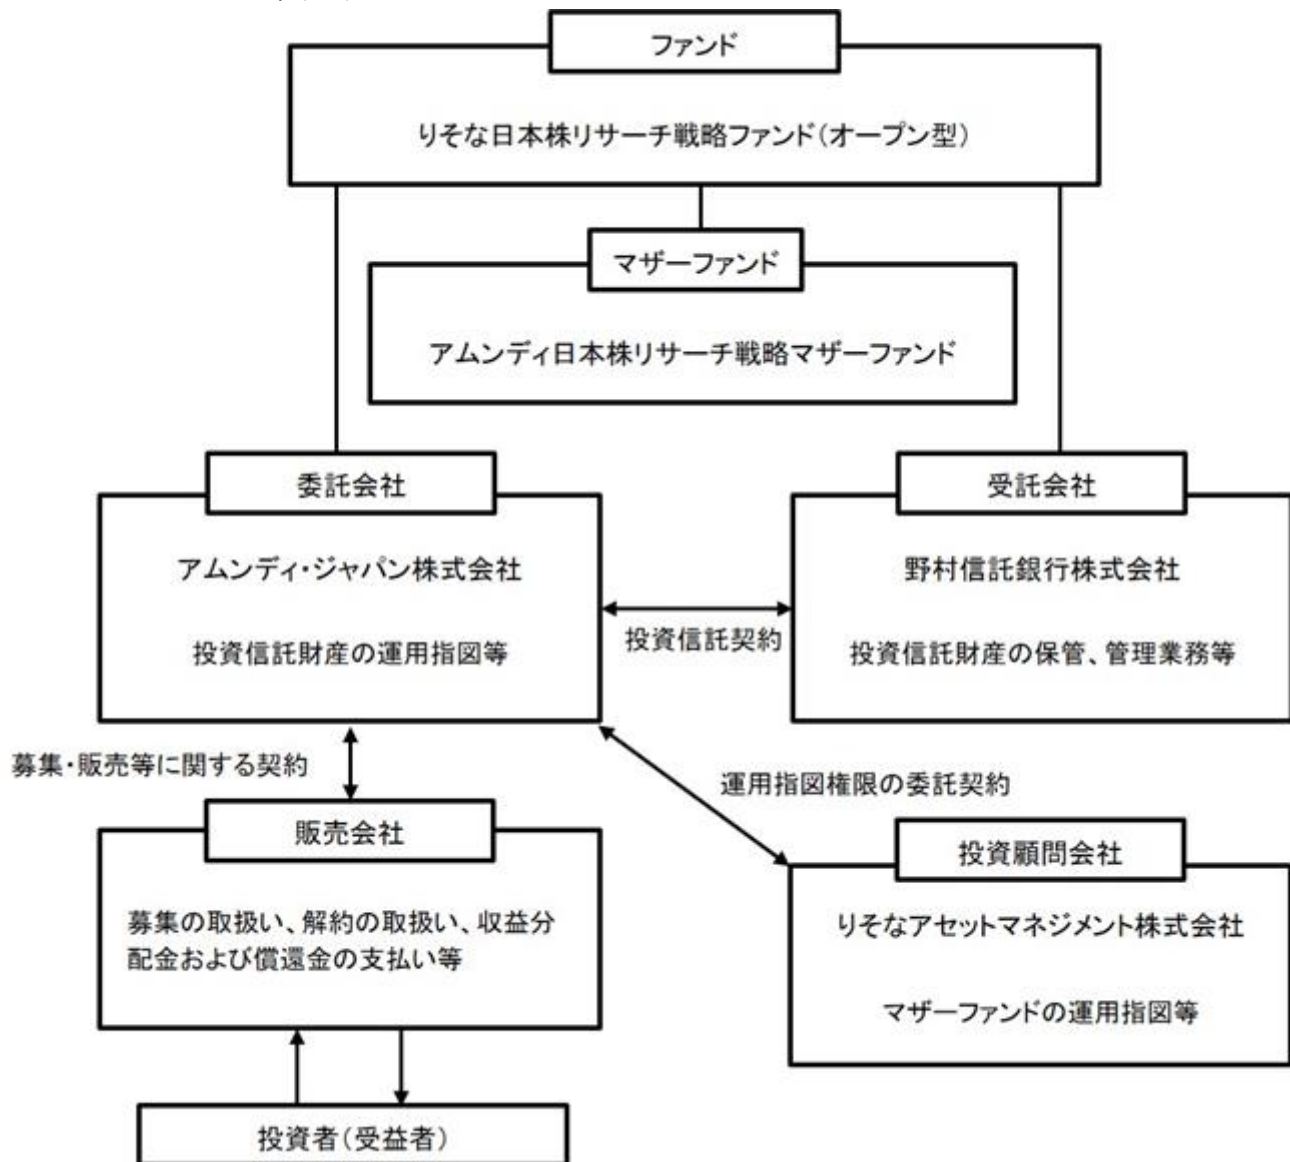 ファンド
りそな日本株リサーチ戦略ファンド(オープン型)
マザーファンド
アムンディ日本株リサーチ戦略マザーファンド
委託会社
アムンディ・ジャパン株式会社
投資信託財産の運用指図等
受託会社
野村信託銀行株式会社
投資信託財産の保管、管理業務等
投資信託契約
募集・販売等に関する契約
運用指図権限の委託契約
販売会社
募集の取扱い、解約の取扱い、収益分
配金および償還金の支払い等
投資顧問会社
りそなアセットマネジメント株式会社
マザーファンドの運用指図等
投資者(受益者)